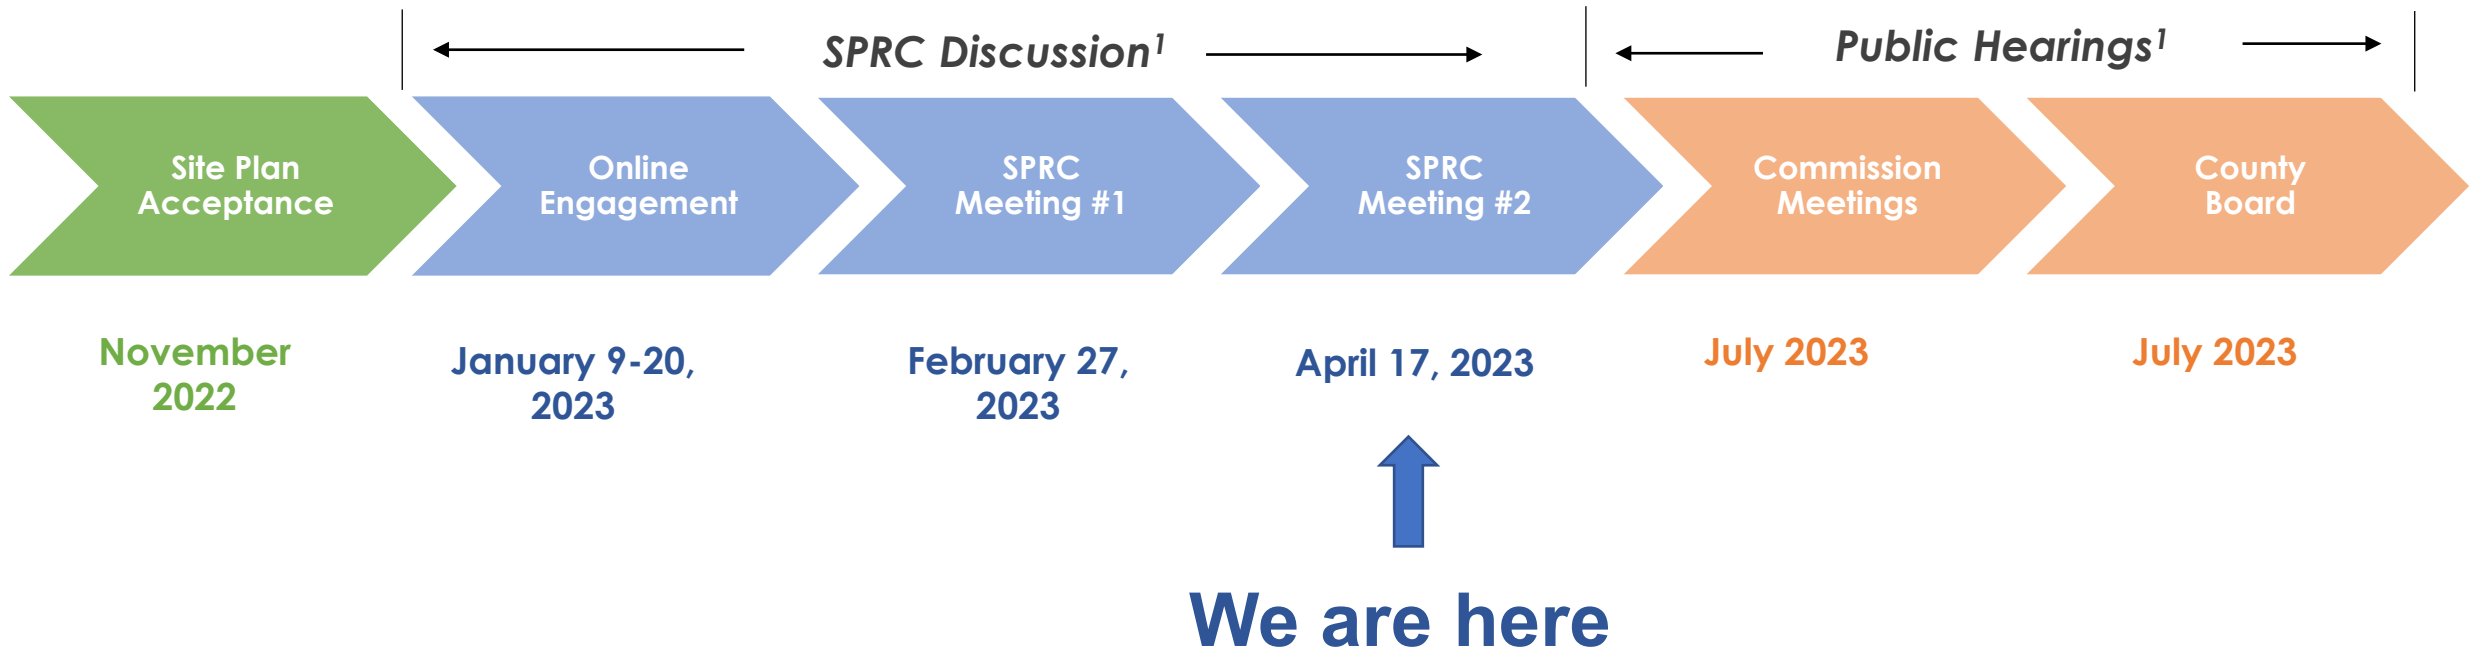 SPRC Discussion¹
Public Hearings¹
Site Plan
Acceptance
Online
Engagement
SPRC
Meeting #1
SPRC
Meeting #2
Commission
Meetings
County
Board
November
2022
January 9-20,
2023
February 27,
2023
April 17, 2023
July 2023
July 2023
We are here